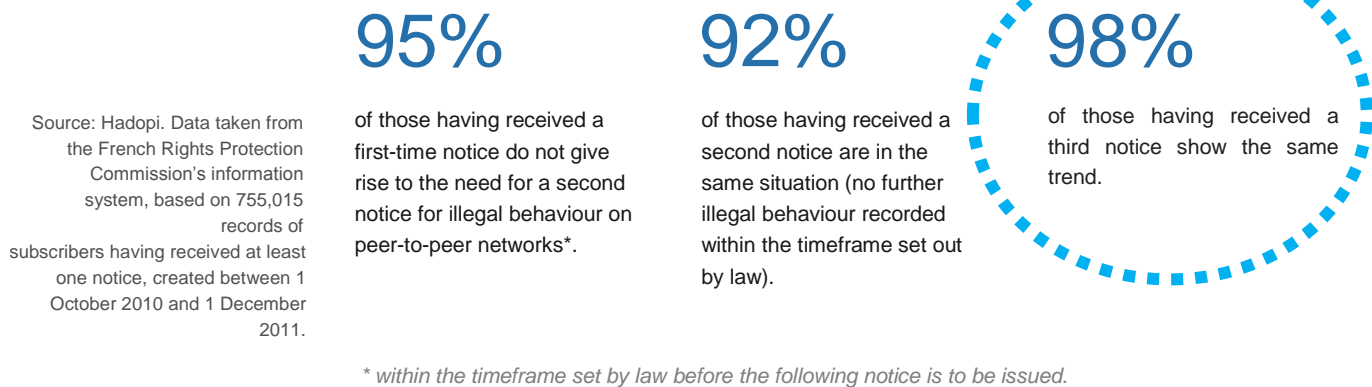 95%
92%
98%
Source: Hadopi. Data taken from
the French Rights Protection
Commission's information
system, based on 755,015
records of
subscribers having received at least
one notice, created between 1
October 2010 and 1 December
2011.
of those having received a
first-time notice do not give
rise to the need for a second
notice for illegal behaviour on
peer-to-peer networks*.
of those having received a
second notice are in the
same situation (no further
illegal behaviour recorded
within the timeframe set out
by law).
of those having received a
third notice show the same
trend.
* within the timeframe set by law before the following notice is to be issued.